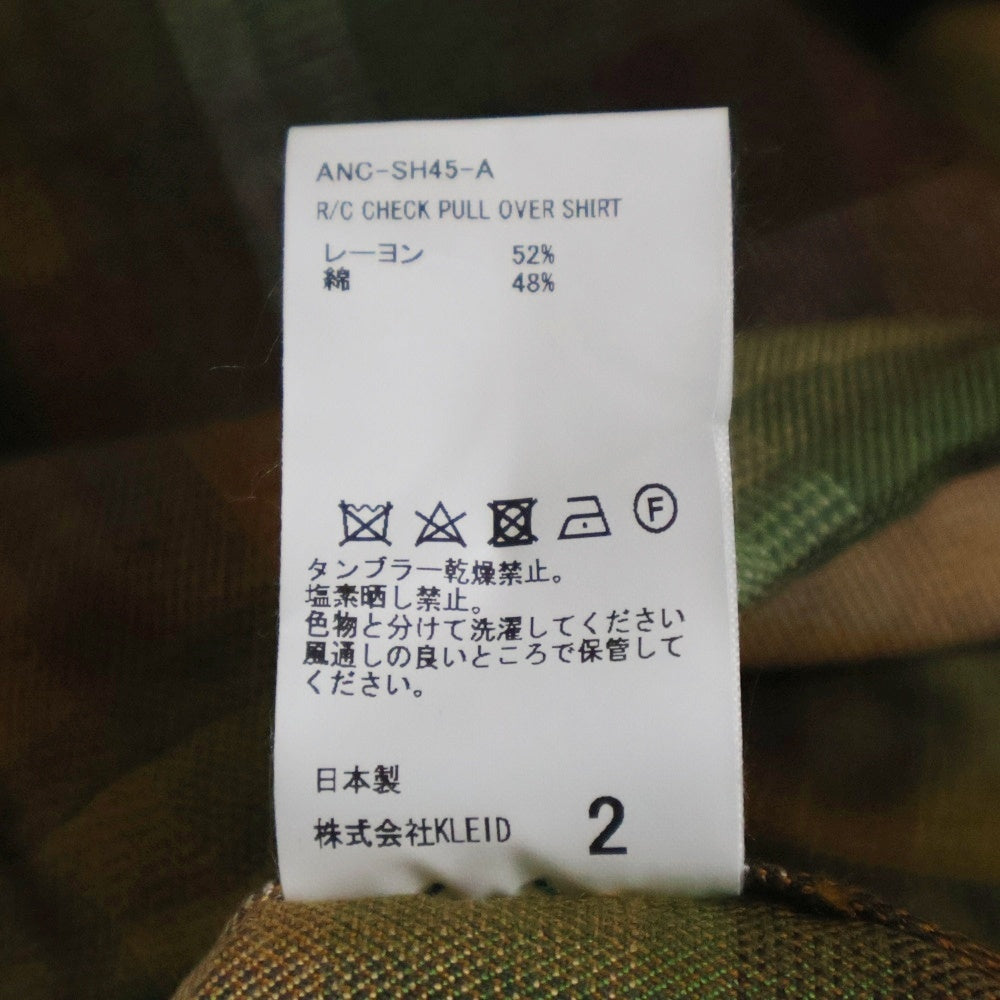 ANC-SH45-A
R/C CHECK PULL OVER SHIRT
レーヨン 52%
綿 48%
F
タンブラー乾燥禁止。
塩素晒し禁止。
色物と分けて洗濯してください
風通しの良いところで保管して
ください。
日本製
株式会社KLEID 2